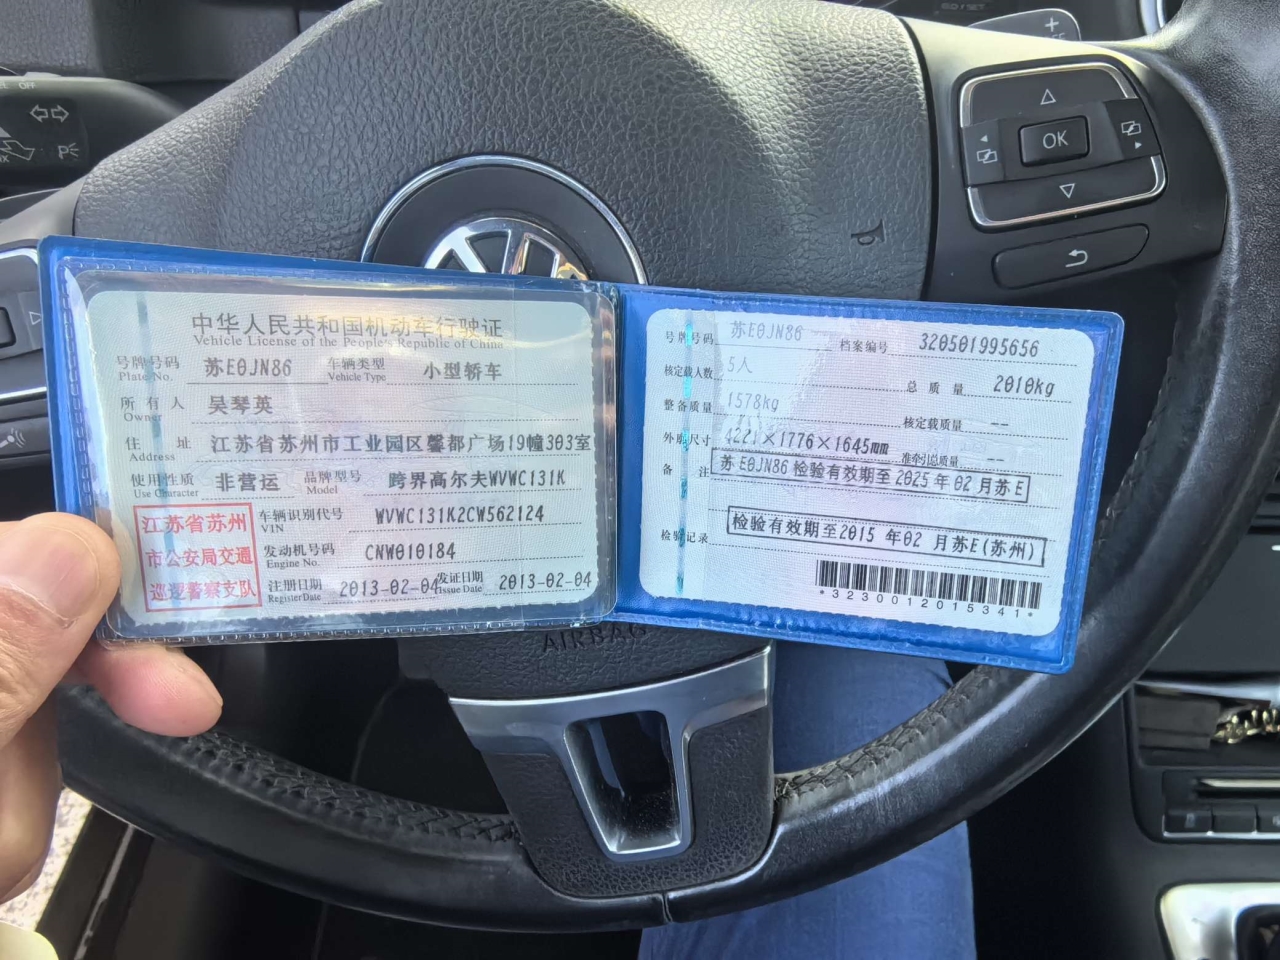 OK
中华人民共和国机动车行驶证
Vehicle License of the People's Republic of China
号牌号码 苏E0JN86 车辆类型 小型轿车
Plate No. Vehicle Type
所有人 吴琴英
Owner
住址 江苏省苏州市工业园区馨都广场19幢303室
Address
使用性质 非营运 品牌型号 跨界高尔夫WVWC131K
Use Character Model
江苏省苏州
市公安局交通
巡逻警察支队
车辆识别代号 WVWC131K2CW562124
VIN
发动机号码 CNW010184
Engine No.
注册日期 2013-02-04 发证日期 2013-02-04
Register Date Issue Date
号牌号码 苏E0JN86 档案编号 320501995656
核定载人数 5人 总质量 2010kg
整备质量 1578kg 核定载质量 --
外廓尺寸 4221×1776×1645mm 准牵引总质量 --
备注 苏E0JN86检验有效期至2025年02月苏E
检验记录 检验有效期至2015年02月苏E(苏州)
*3230012015341*
AIRBAG